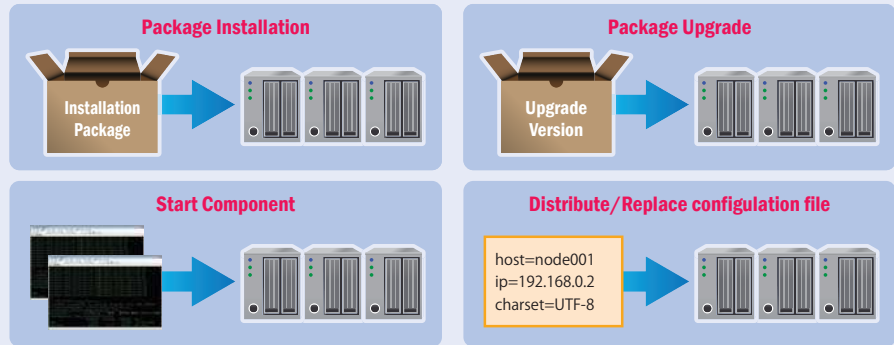 Package Installation
Installation
Package
Package Upgrade
Upgrade
Version
Start Component
Distribute/Replace configulation file
host=node001
ip=192.168.0.2
charset=UTF-8